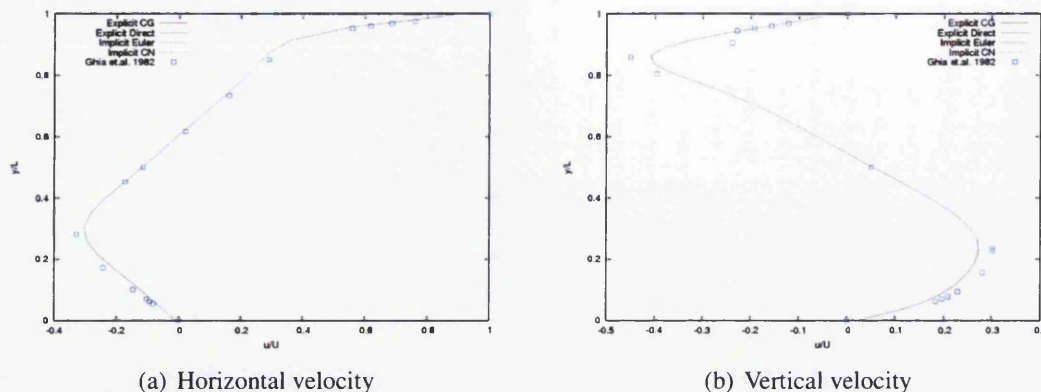 Explicit CG
Explicit Direct
Implicit Euler
Implicit CN
Ghia et.al. 1982
1
0.8
0.6
0.4
0.2
0
y/L
-0.4 -0.2 0 0.2 0.4 0.6 0.8 1
u/U
(a) Horizontal velocity
Explicit CG
Explicit Direct
Implicit Euler
Implicit CN
Ghia et.al. 1982
1
0.8
0.6
0.4
0.2
0
y/L
-0.5 -0.4 -0.3 -0.2 -0.1 0 0.1 0.2 0.3 0.4
u/U
(b) Vertical velocity